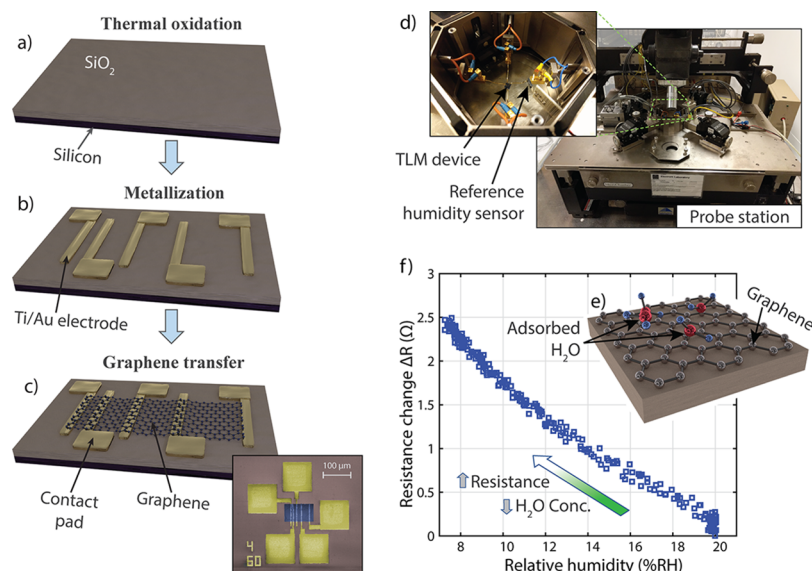 Thermal oxidation
a)
SiO2
Silicon
Metallization
b)
Ti/Au electrode
Graphene transfer
c)
Contact
pad
Graphene
100 μm
4
50
d)
TLM device
Reference
humidity sensor
Probe station
f)
e)
Graphene
Adsorbed
H2O
Resistance
H2O Conc.
Resistance change ΔR (Ω)
3
2.5
2
1.5
1
0.5
0
8 10 12 14 16 18 20
Relative humidity (%RH)